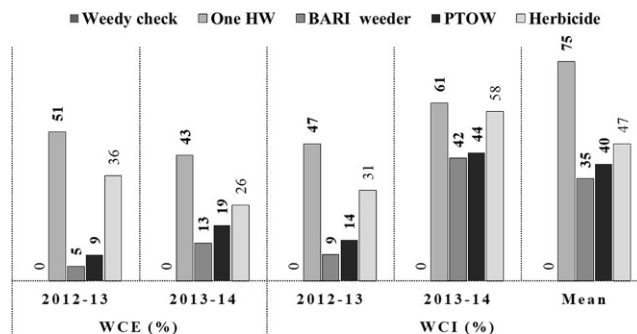 Weedy check One HW BARI weeder PTOW Herbicide
0 51 5 9 36
0 43 13 19 26
0 47 9 14 31
0 61 42 44 58
0 75 35 40 47
2012-13 2013-14 2012-13 2013-14 Mean
WCE (%) WCI (%)